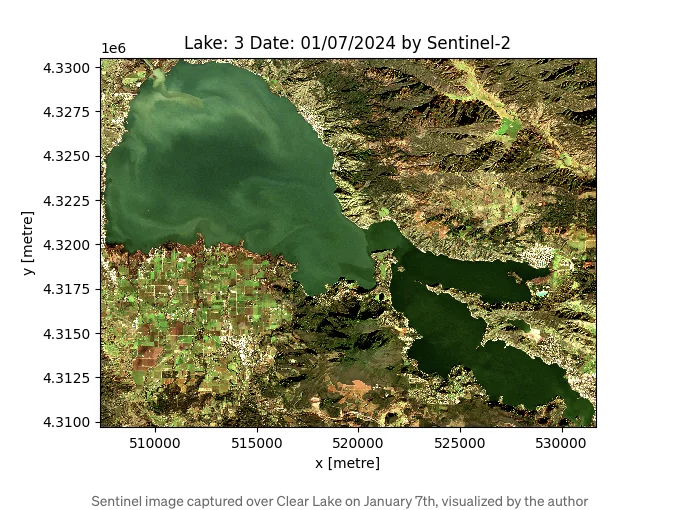 Lake: 3 Date: 01/07/2024 by Sentinel-2
1e6
4.3300
4.3275
4.3250
4.3225
4.3200
4.3175
4.3150
4.3125
4.3100
y [metre]
510000 515000 520000 525000 530000
x [metre]
Sentinel image captured over Clear Lake on January 7th, visualized by the author